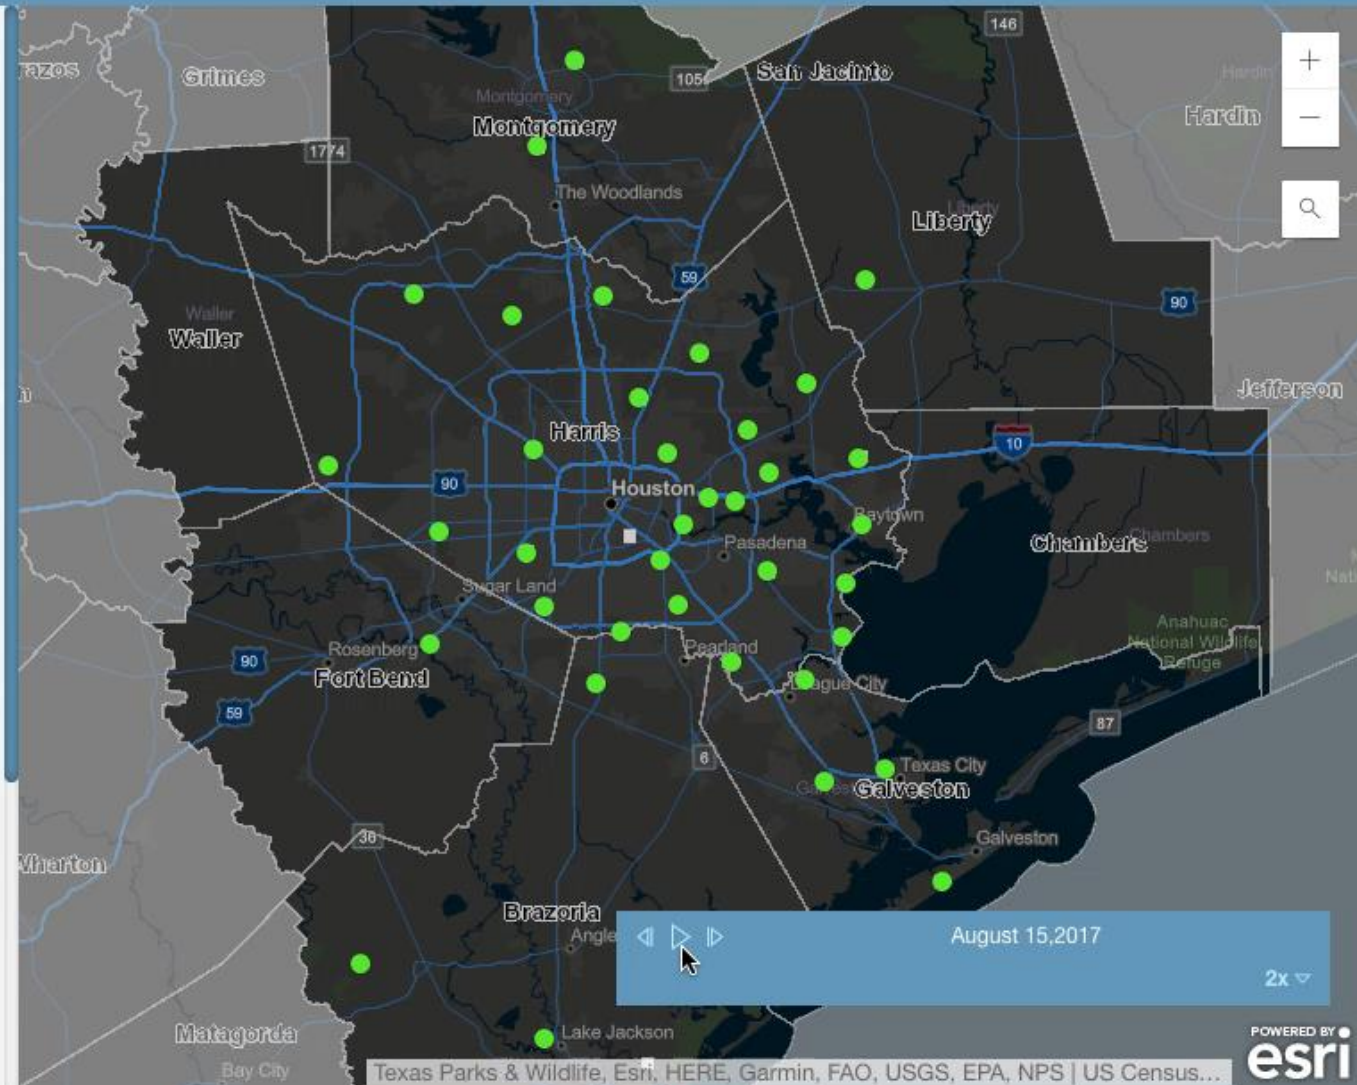 146
Grimes
San Jacinto
105
Hardin
Hardin
Montgomery
Montgomery
1774
The Woodlands
Liberty
Liberty
59
90
Waller
Waller
Jefferson
Harris
10
90
Houston
Baytown
Pasadena
Chambers
Chambers
Sugar Land
Anahuac
National Wildlife
Refuge
Rosenberg
Pearland
90
Fort Bend
League City
59
87
6
Texas City
Galveston
36
Galveston
Wharton
Brazoria
Angle
August 15,2017
2x
Matagorda
Lake Jackson
Bay City
POWERED BY
esri
Texas Parks & Wildlife, Esri, HERE, Garmin, FAO, USGS, EPA, NPS | US Census...